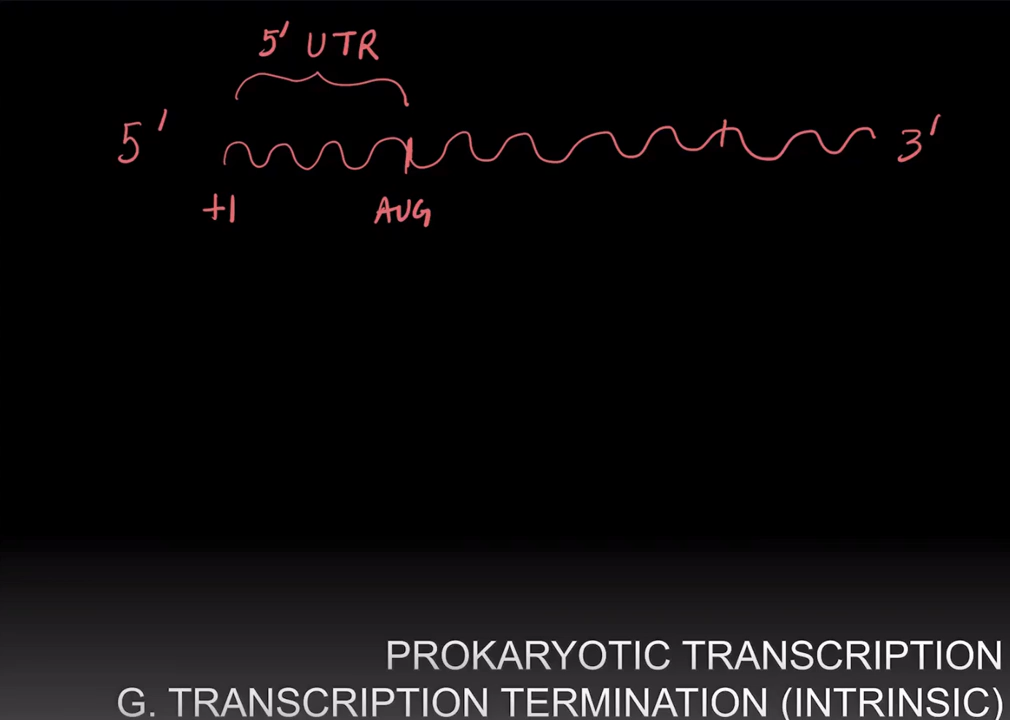 5' UTR
5' 3'
+1 AUG
PROKARYOTIC TRANSCRIPTION
G. TRANSCRIPTION TERMINATION (INTRINSIC)